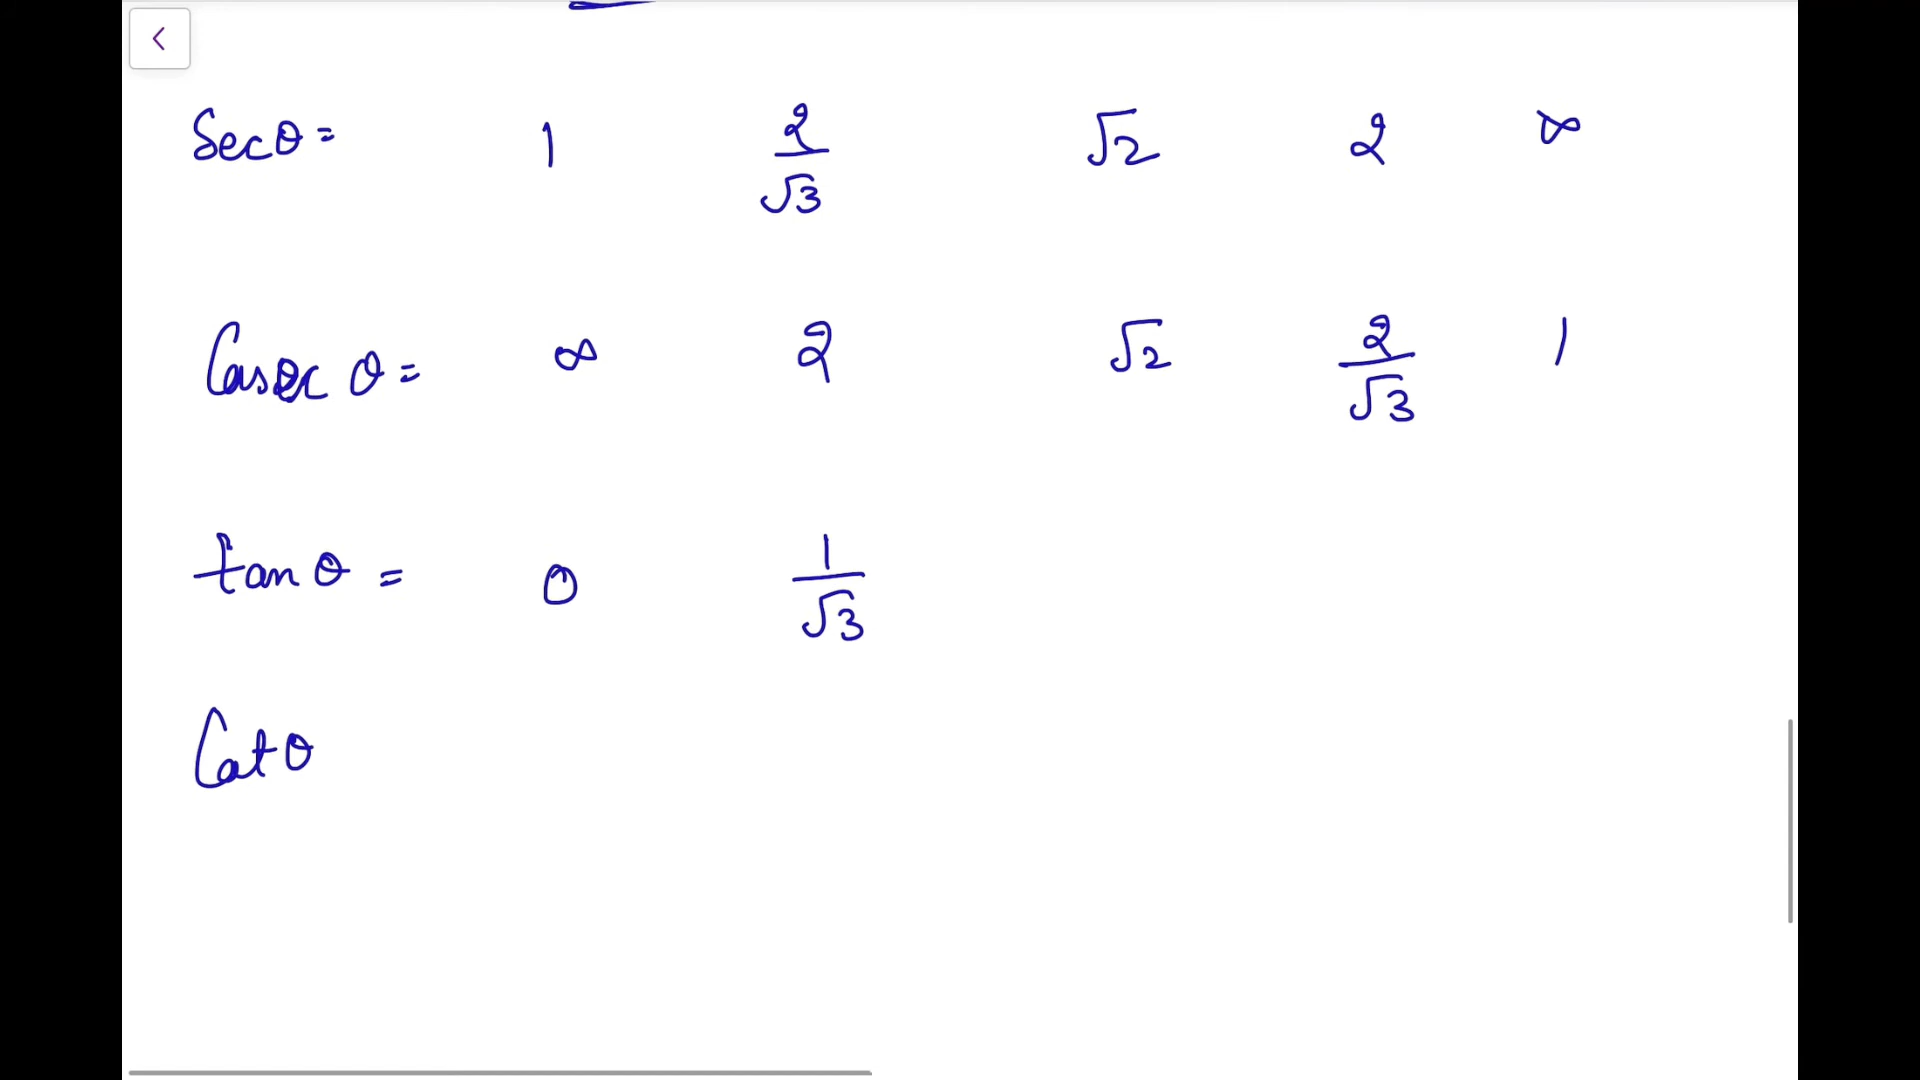 Secθ = 1 2/√3 √2 2 ∞
Cosec θ = ∞ 2 √2 2/√3 1
tan θ = 0 1/√3
Cot θ